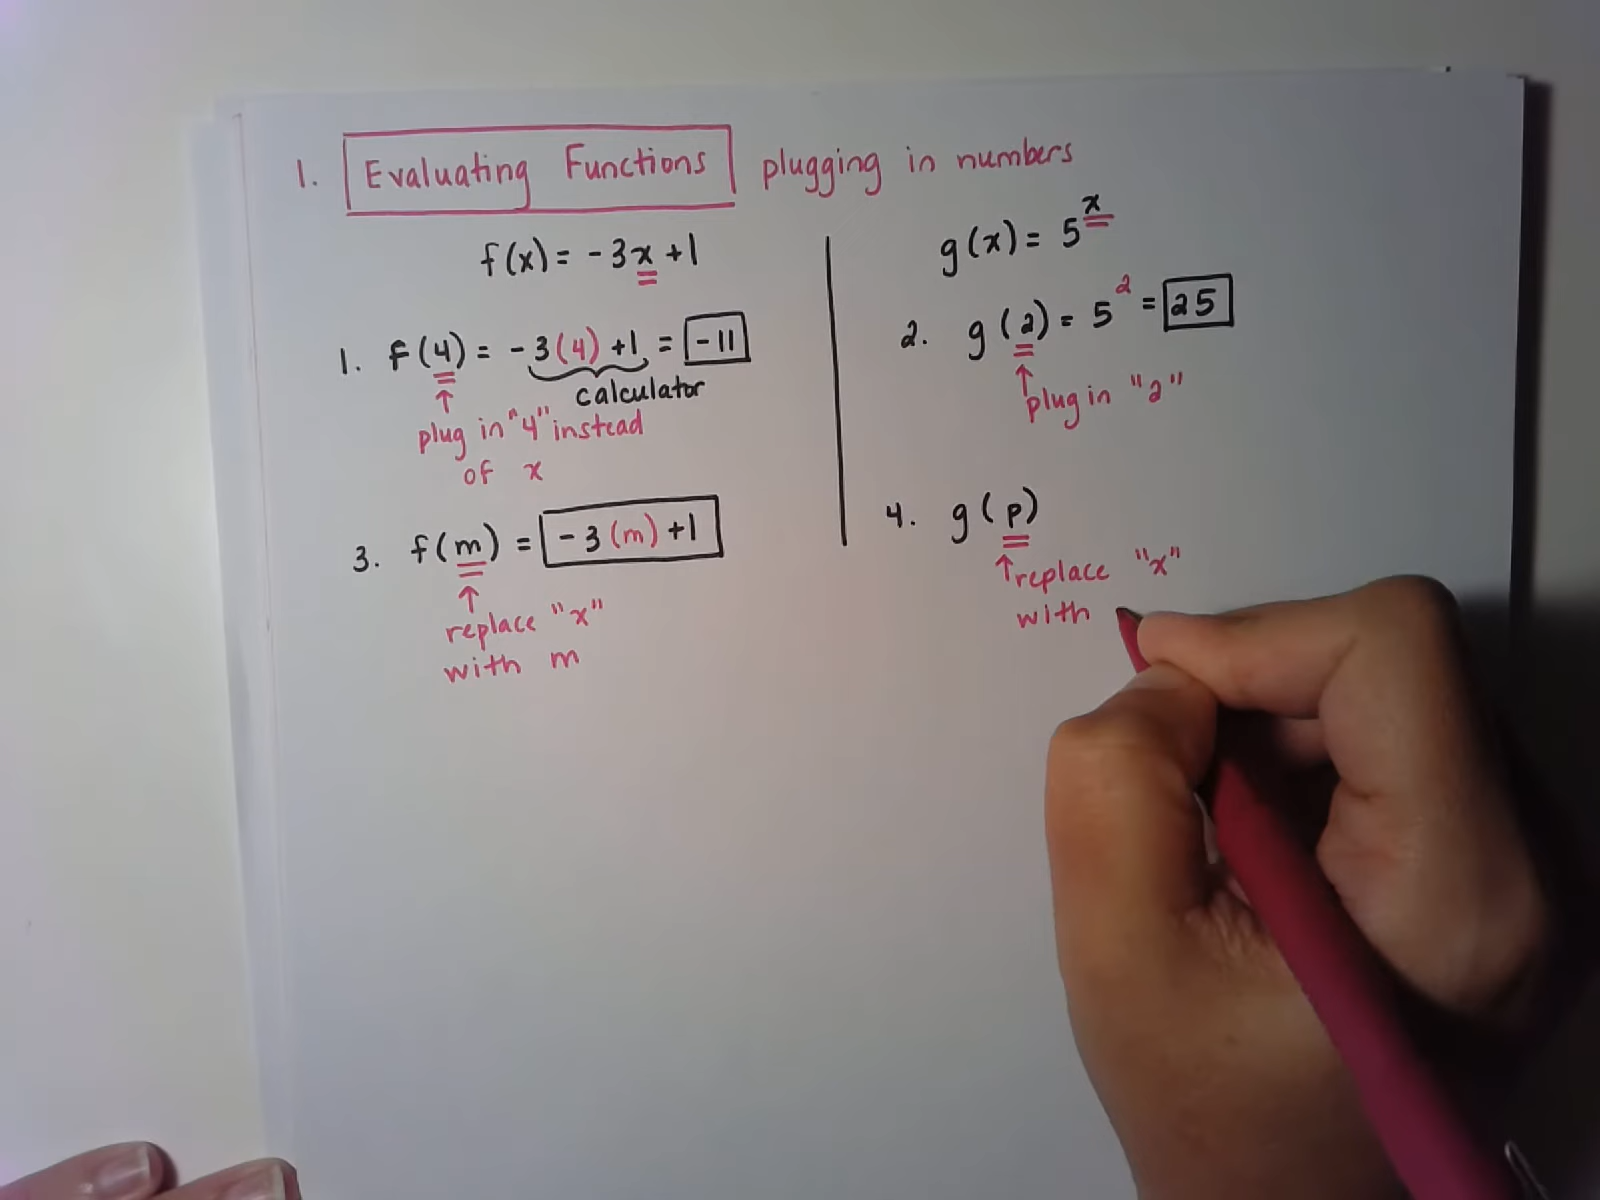 1. Evaluating Functions plugging in numbers
f(x) = -3x +1
1. f(4) = -3(4) +1 = -11
calculator
plug in "4" instead
of x
3. f(m) = -3(m) +1
replace "x"
with m
g(x) = 5^x
2. g(2) = 5^2 = 25
plug in "2"
4. g(p)
replace "x"
with